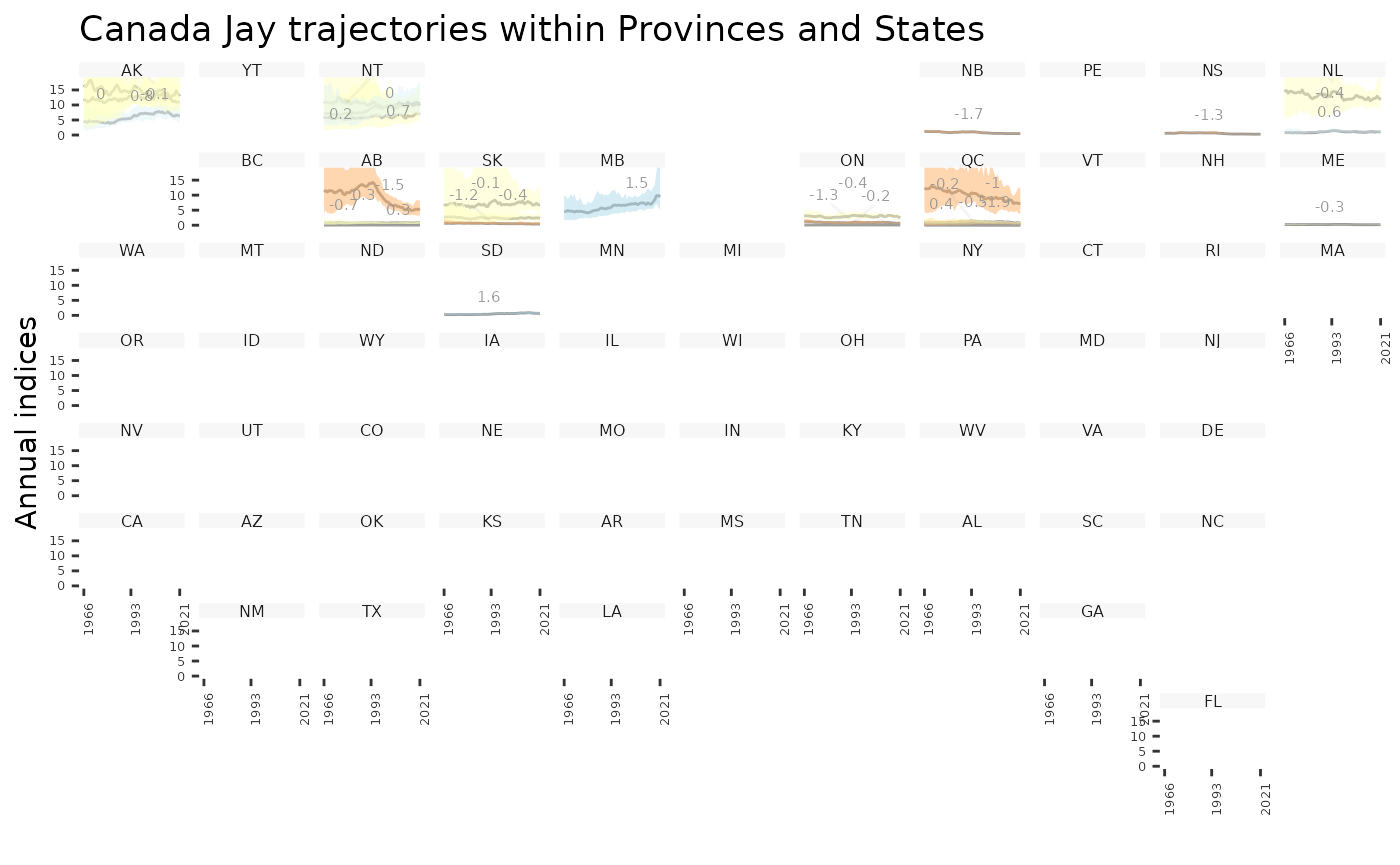 Canada Jay trajectories within Provinces and States
AK YT NT NB PE NS NL
15
10
5
0
0 0.8 -0.1
0.2 0 0.7
-1.7
-1.3
-0.4
0.6
BC AB SK MB ON QC VT NH ME
15
10
5
0
-0.7 0.3 -1.5 0.3
-1.2 -0.1 -0.4
1.5
-1.3 -0.4 -0.2
-0.2 0.4 -0.5 -1 -1.9
-0.3
WA MT ND SD MN MI NY CT RI MA
15
10
5
0
1.6
1966 1993 2021
OR ID WY IA IL WI OH PA MD NJ
15
10
5
0
NV UT CO NE MO IN KY WV VA DE
15
10
5
0
CA AZ OK KS AR MS TN AL SC NC
15
10
5
0
1966 1993 2021
1966 1993 2021
1966 1993 2021
1966 1993 2021
1966 1993 2021
NM TX LA GA
15
10
5
0
1966 1993 2021
1966 1993 2021
1966 1993 2021
1966 1993 2021
FL
15
10
5
0
1966 1993 2021
Annual indices